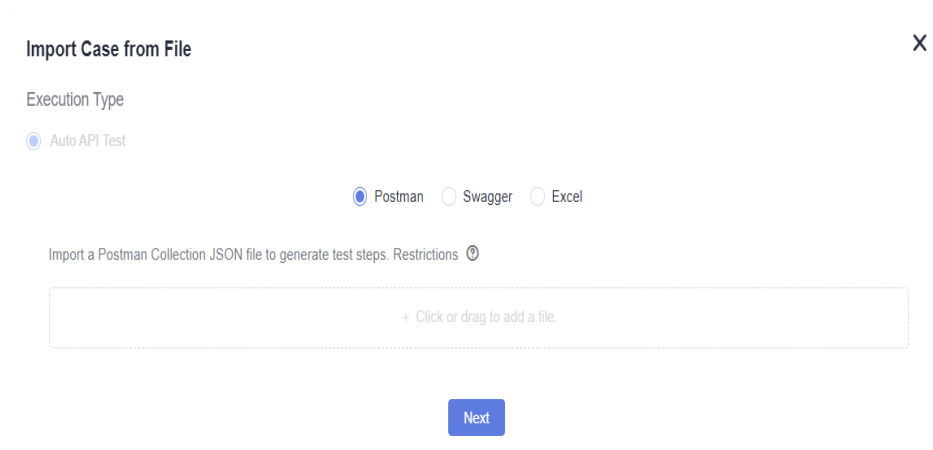 Import Case from File
X
Execution Type
Auto API Test
Postman Swagger Excel
Import a Postman Collection JSON file to generate test steps. Restrictions ?
+ Click or drag to add a file.
Next